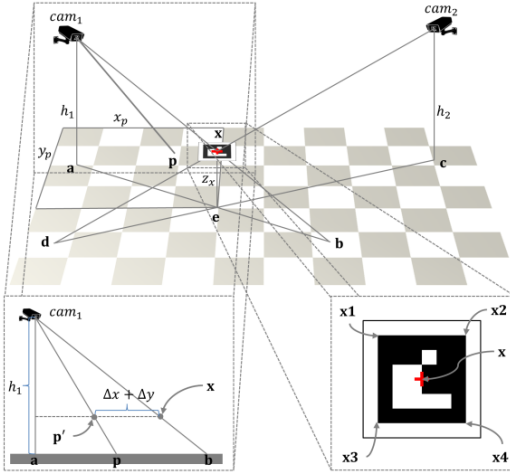 cam₁
cam₂
h₁
xₚ
x
h₂
yₚ
p
a
zₓ
c
e
d
b
cam₁
h₁
Δx + Δy
x
p′
a
p
b
x1
x2
x
x3
x4